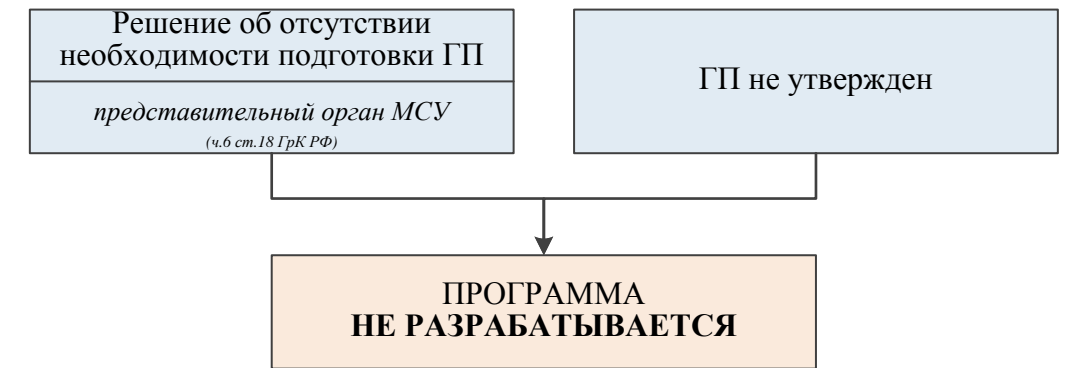 Решение об отсутствии
необходимости подготовки ГП
представительный орган МСУ
(ч.6 ст.18 ГрК РФ)
ГП не утвержден
ПРОГРАММА
НЕ РАЗРАБАТЫВАЕТСЯ